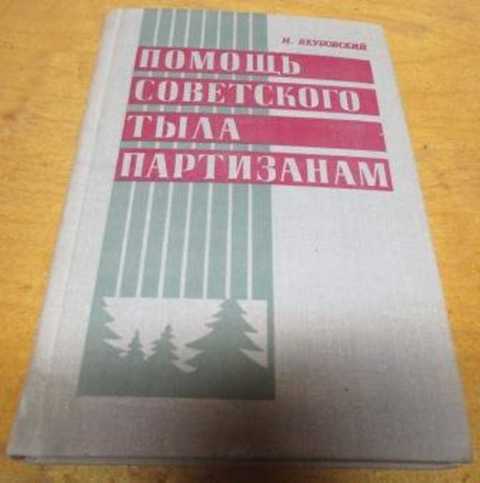 Н. ЯКУБОВСКИЙ
ПОМОЩЬ
СОВЕТСКОГО
ТЫЛА
ПАРТИЗАНАМ